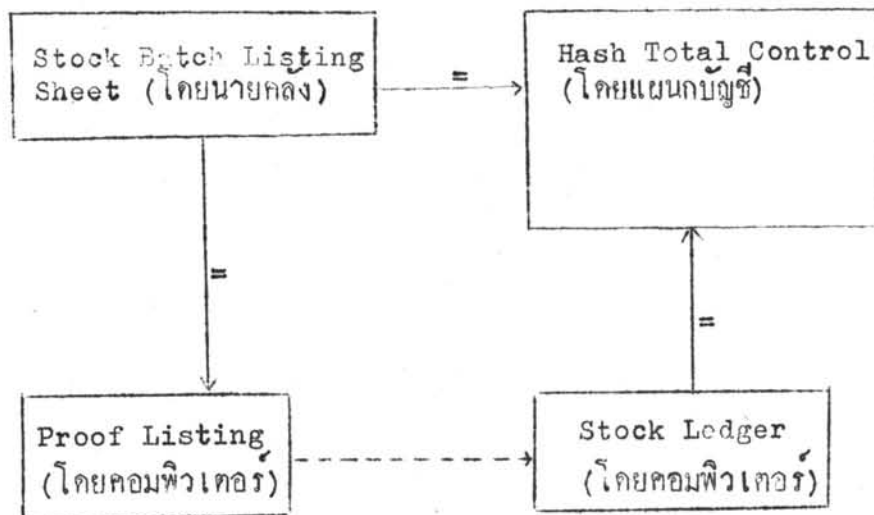 Stock Batch Listing
Sheet (โดยนายคลัง)
=
Hash Total Control
(โดยแผนกบัญชี)
=
=
Proof Listing
(โดยคอมพิวเตอร์)
Stock Ledger
(โดยคอมพิวเตอร์)